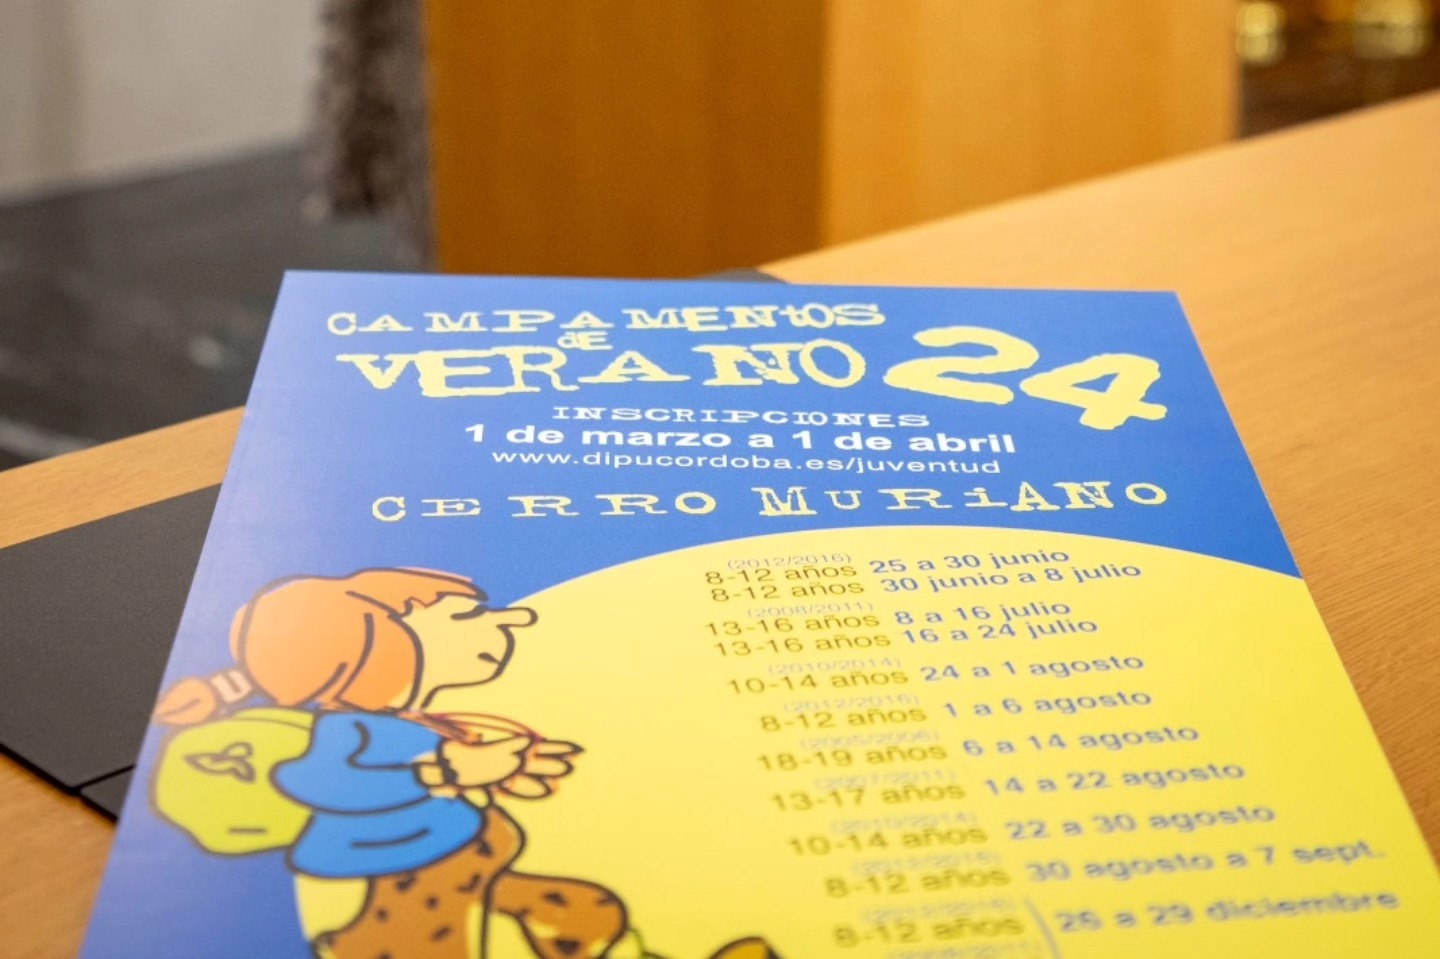 CAMPAMENtOS
dE
VERANO 24
INSCRIPCIONES
1 de marzo a 1 de abril
www.dipucordoba.es/juventud
CERRO MURiANO
(2012/2016)
8-12 años 25 a 30 junio
8-12 años 30 junio a 8 julio
(2008/2011)
13-16 años 8 a 16 julio
13-16 años 16 a 24 julio
(2010/2014)
10-14 años 24 a 1 agosto
(2012/2016)
8-12 años 1 a 6 agosto
(2005/2006)
18-19 años 6 a 14 agosto
(2007/2011)
13-17 años 14 a 22 agosto
(2010/2014)
10-14 años 22 a 30 agosto
8-12 años 30 agosto a 7 sept.
8-12 años 26 a 29 diciembre